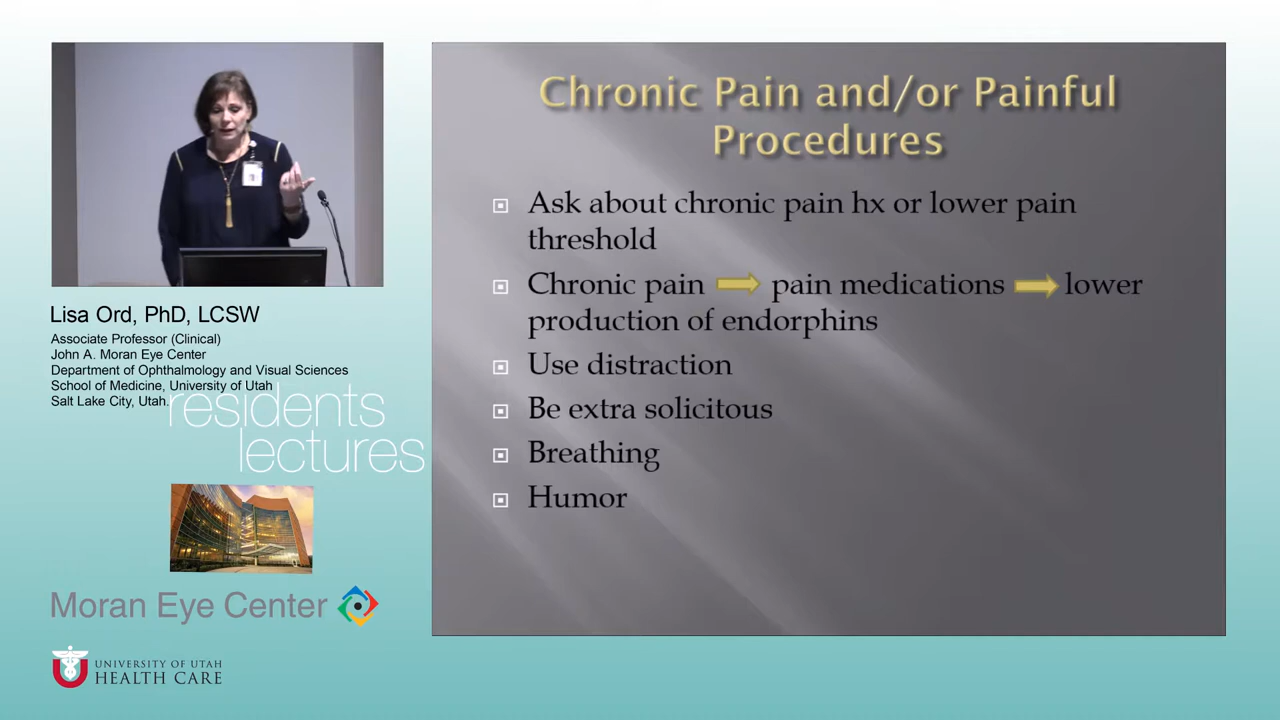 Chronic Pain and/or Painful
Procedures
Ask about chronic pain hx or lower pain
threshold
Chronic pain pain medications lower
production of endorphins
Use distraction
Be extra solicitous
Breathing
Humor
Lisa Ord, PhD, LCSW
Associate Professor (Clinical)
John A. Moran Eye Center
Department of Ophthalmology and Visual Sciences
School of Medicine, University of Utah
Salt Lake City, Utah.
residents
lectures
Moran Eye Center
U
UNIVERSITY OF UTAH
HEALTH CARE